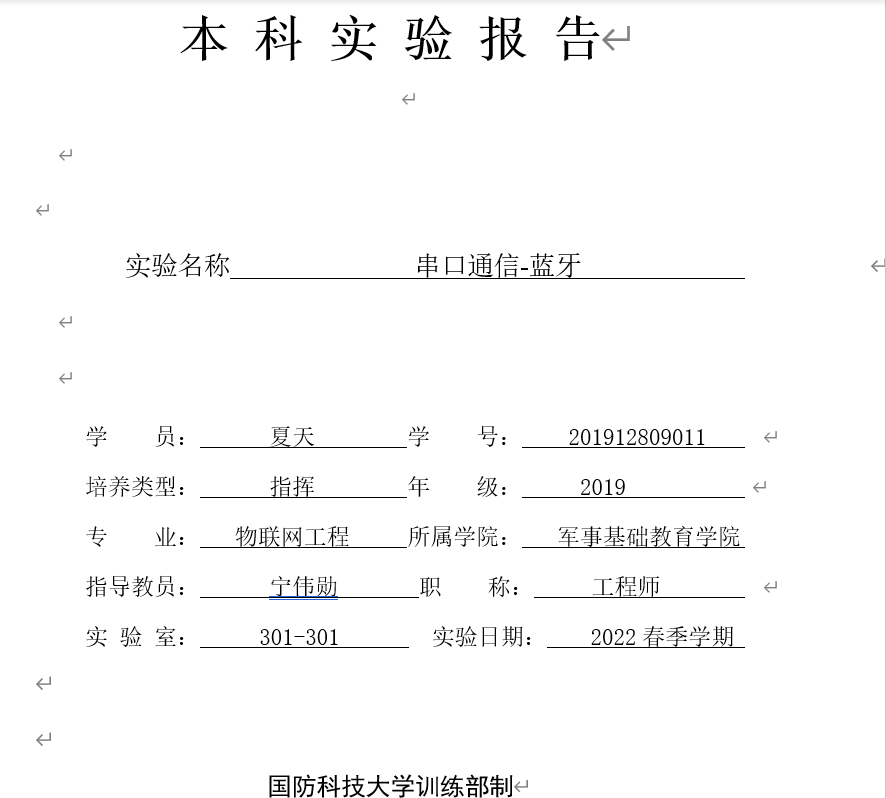 本 科 实 验 报 告
实验名称 串口通信-蓝牙
学 员： 夏天 学 号： 201912809011
培养类型： 指挥 年 级： 2019
专 业： 物联网工程 所属学院： 军事基础教育学院
指导教员： 宁伟勋 职 称： 工程师
实 验 室： 301-301 实验日期： 2022 春季学期
国防科技大学训练部制